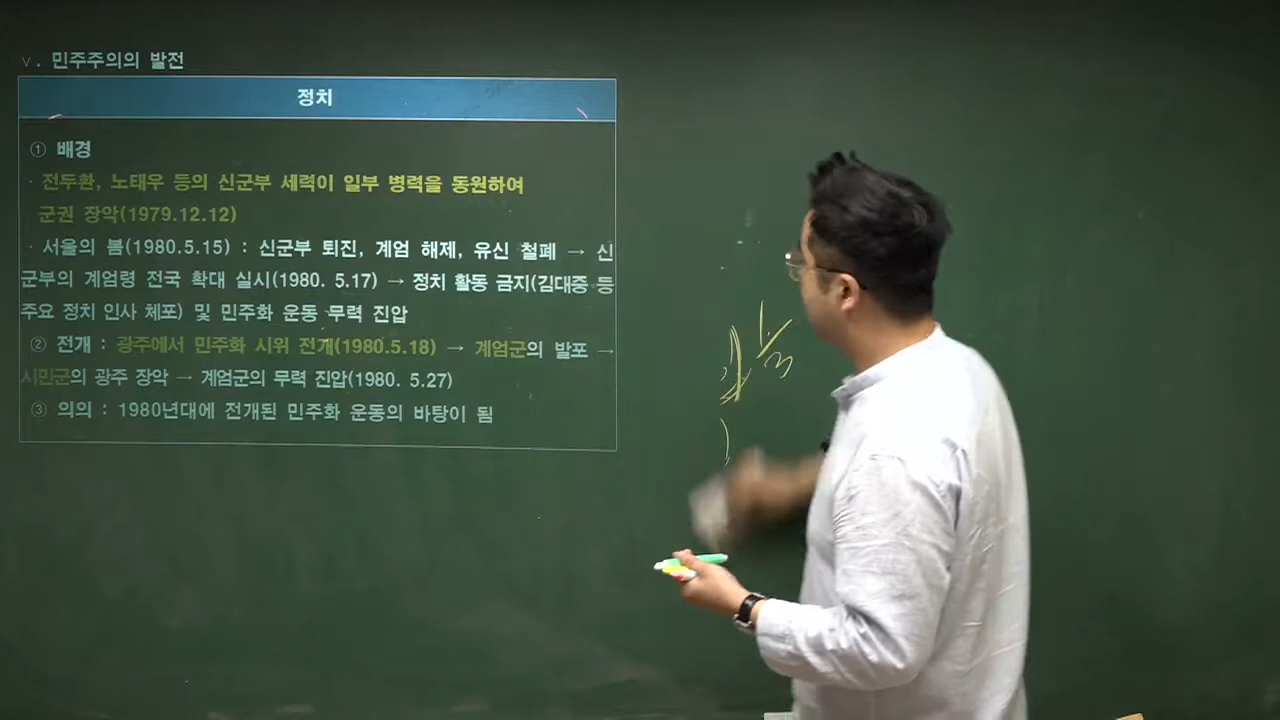 v. 민주주의의 발전
정치
① 배경
· 전두환, 노태우 등의 신군부 세력이 일부 병력을 동원하여
군권 장악(1979.12.12)
· 서울의 봄(1980.5.15) : 신군부 퇴진, 계엄 해제, 유신 철폐 → 신
군부의 계엄령 전국 확대 실시(1980. 5.17) → 정치 활동 금지(김대중 등
주요 정치 인사 체포) 및 민주화 운동 무력 진압
② 전개 : 광주에서 민주화 시위 전개(1980.5.18) → 계엄군의 발포 →
시민군의 광주 장악 → 계엄군의 무력 진압(1980. 5.27)
③ 의의 : 1980년대에 전개된 민주화 운동의 바탕이 됨